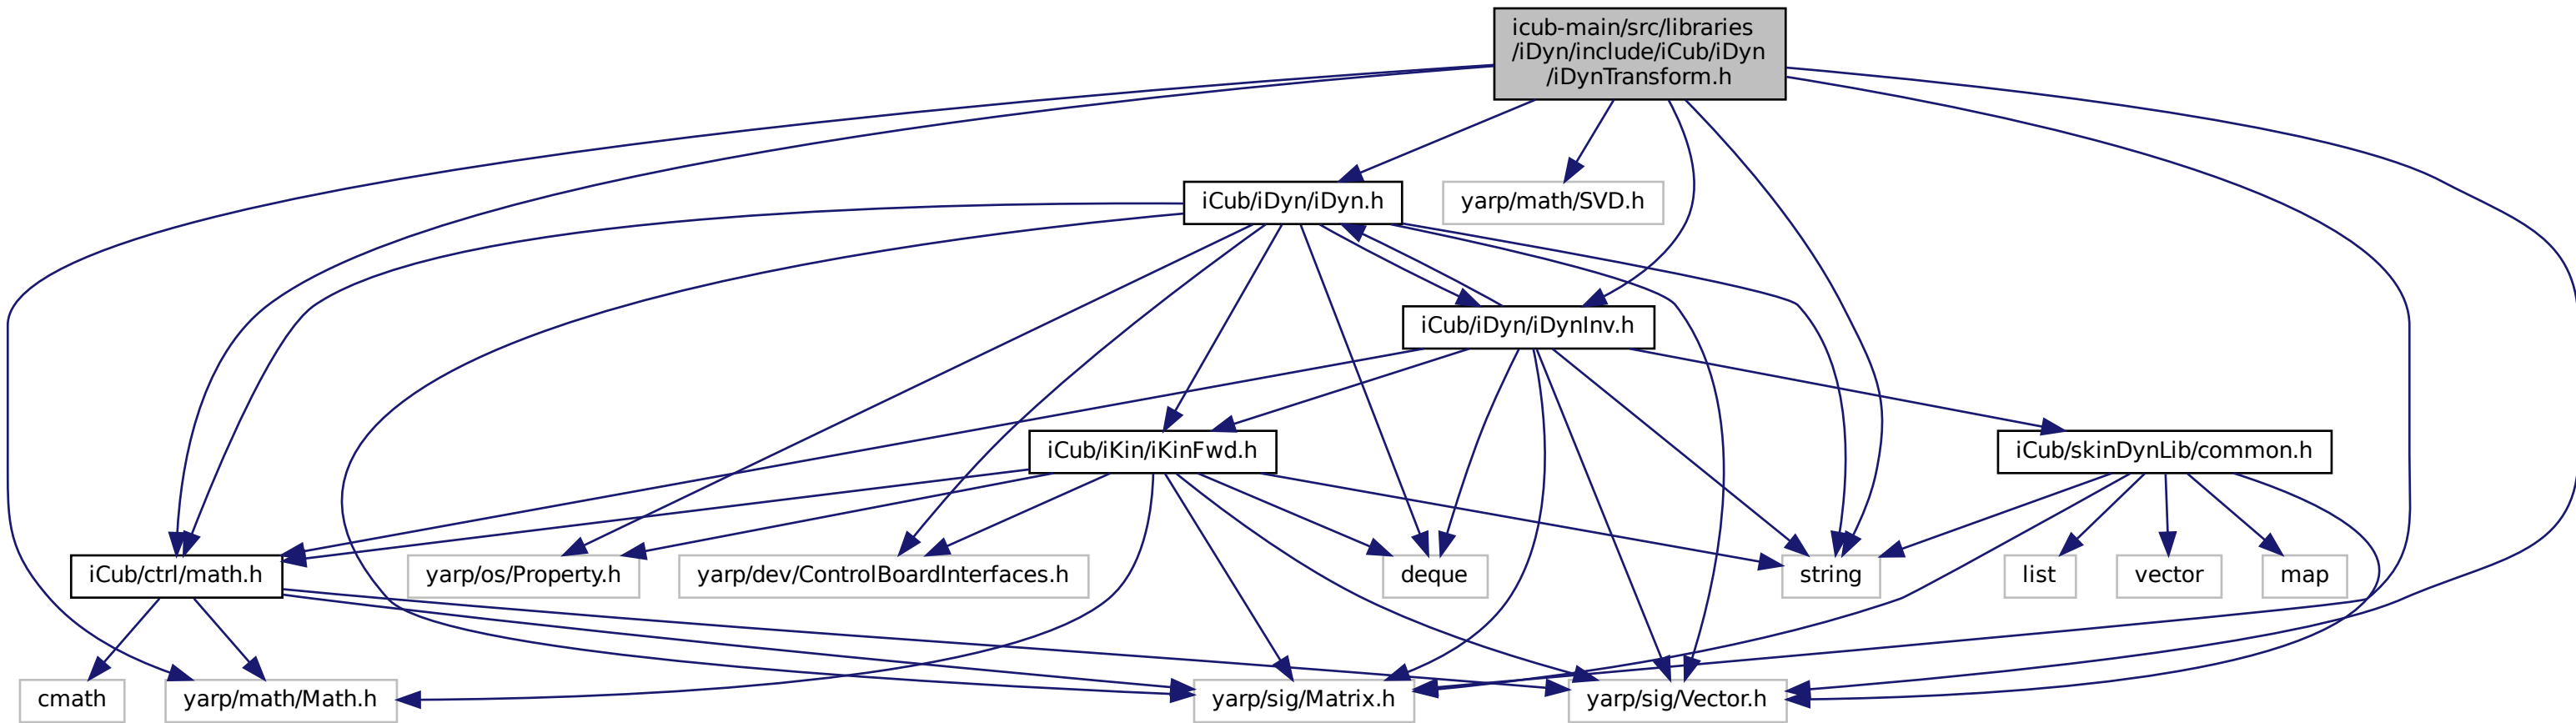 icub-main/src/libraries
/iDyn/include/iCub/iDyn
/iDynTransform.h
iCub/iDyn/iDyn.h
yarp/math/SVD.h
iCub/iDyn/iDynInv.h
iCub/iKin/iKinFwd.h
iCub/skinDynLib/common.h
iCub/ctrl/math.h
yarp/os/Property.h
yarp/dev/ControlBoardInterfaces.h
deque
string
list
vector
map
cmath
yarp/math/Math.h
yarp/sig/Matrix.h
yarp/sig/Vector.h